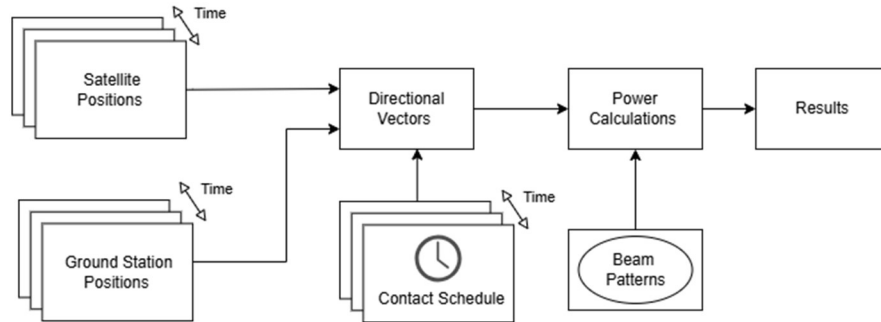 Time
Satellite
Positions
Directional
Vectors
Power
Calculations
Results
Time
Ground Station
Positions
Time
Contact Schedule
Beam
Patterns